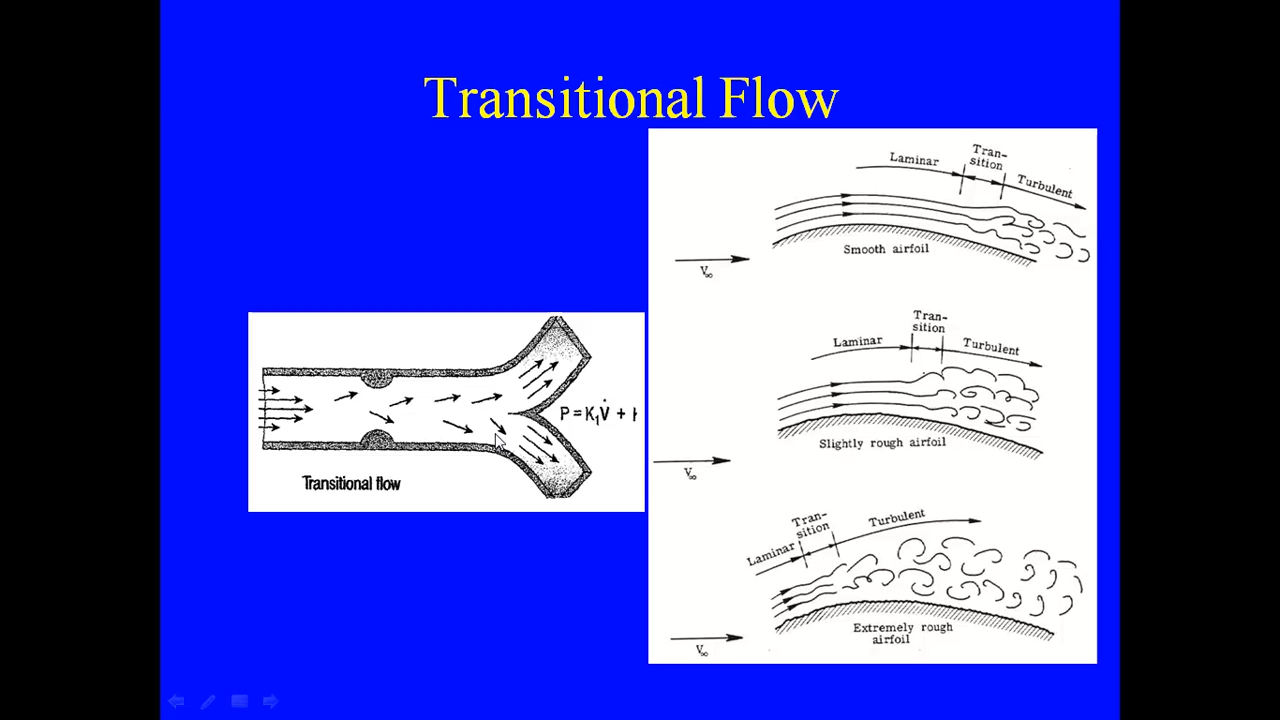 Transitional Flow
Laminar
Tran-
sition
Turbulent
Smooth airfoil
V∞
Tran-
sition
Laminar
Turbulent
Slightly rough airfoil
V∞
P=K₁V̇ +
Transitional flow
Tran-
sition
Turbulent
Laminar
Extremely rough
airfoil
V∞